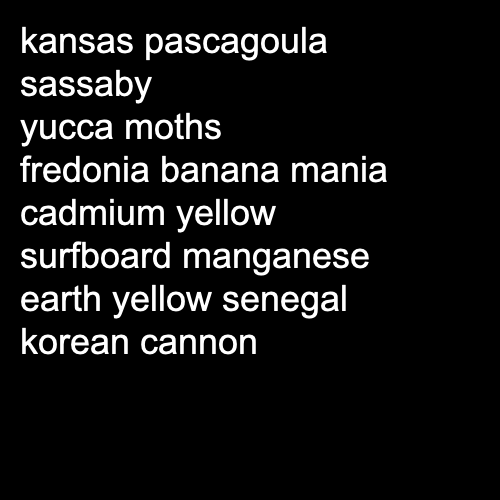 kansas pascagoula
sassaby
yucca moths
fredonia banana mania
cadmium yellow
surfboard manganese
earth yellow senegal
korean cannon